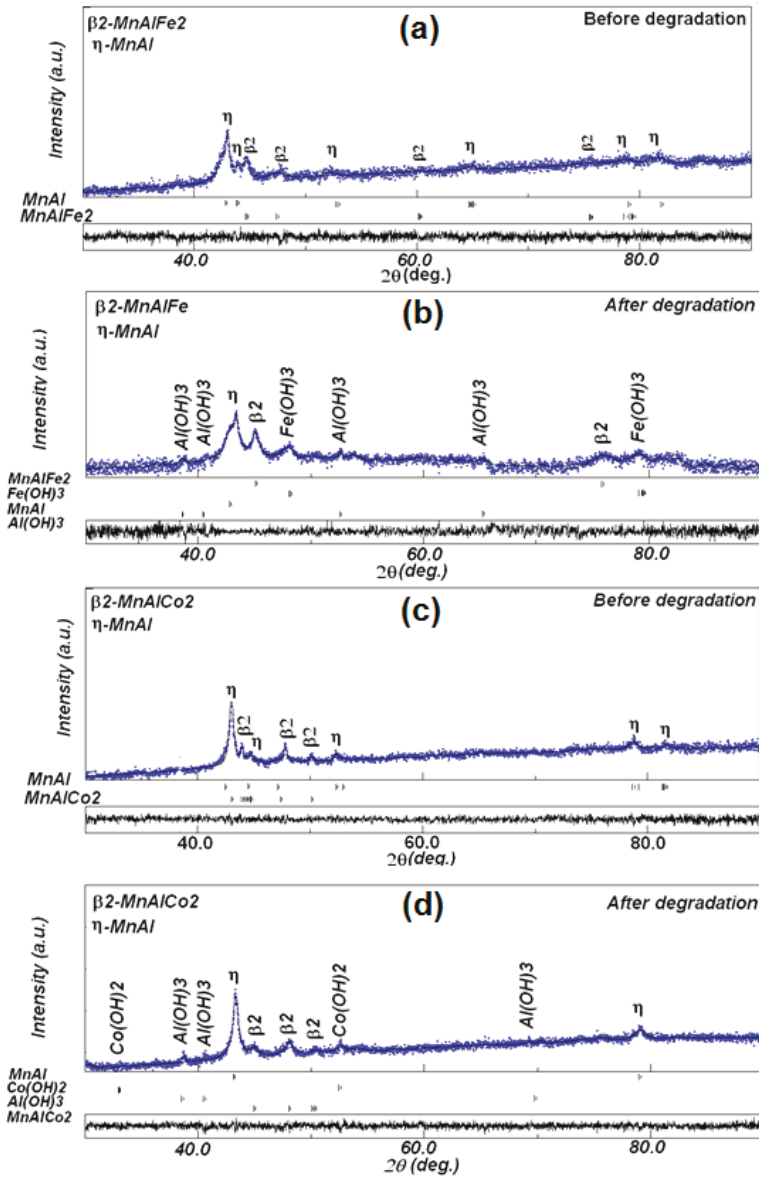 β2-MnAlFe2 (a) Before degradation
η-MnAl
Intensity (a.u.)
η η β2 β2 η β2 η β2 η η
MnAl
MnAlFe2
40.0 60.0 80.0
2θ(deg.)
β2-MnAlFe (b) After degradation
η-MnAl
Intensity (a.u.)
Al(OH)3 Al(OH)3 η β2 Fe(OH)3 Al(OH)3 Al(OH)3 β2 Fe(OH)3
MnAlFe2
Fe(OH)3
MnAl
Al(OH)3
40.0 60.0 80.0
2θ(deg.)
β2-MnAlCo2 (c) Before degradation
η-MnAl
Intensity (a.u.)
η β2 η β2 β2 η η η
MnAl
MnAlCo2
40.0 60.0 80.0
2θ(deg.)
β2-MnAlCo2 (d) After degradation
η-MnAl
Intensity (a.u.)
Co(OH)2 Al(OH)3 Al(OH)3 η β2 β2 β2 Co(OH)2 Al(OH)3 η
MnAl
Co(OH)2
Al(OH)3
MnAlCo2
40.0 60.0 80.0
2θ (deg.)